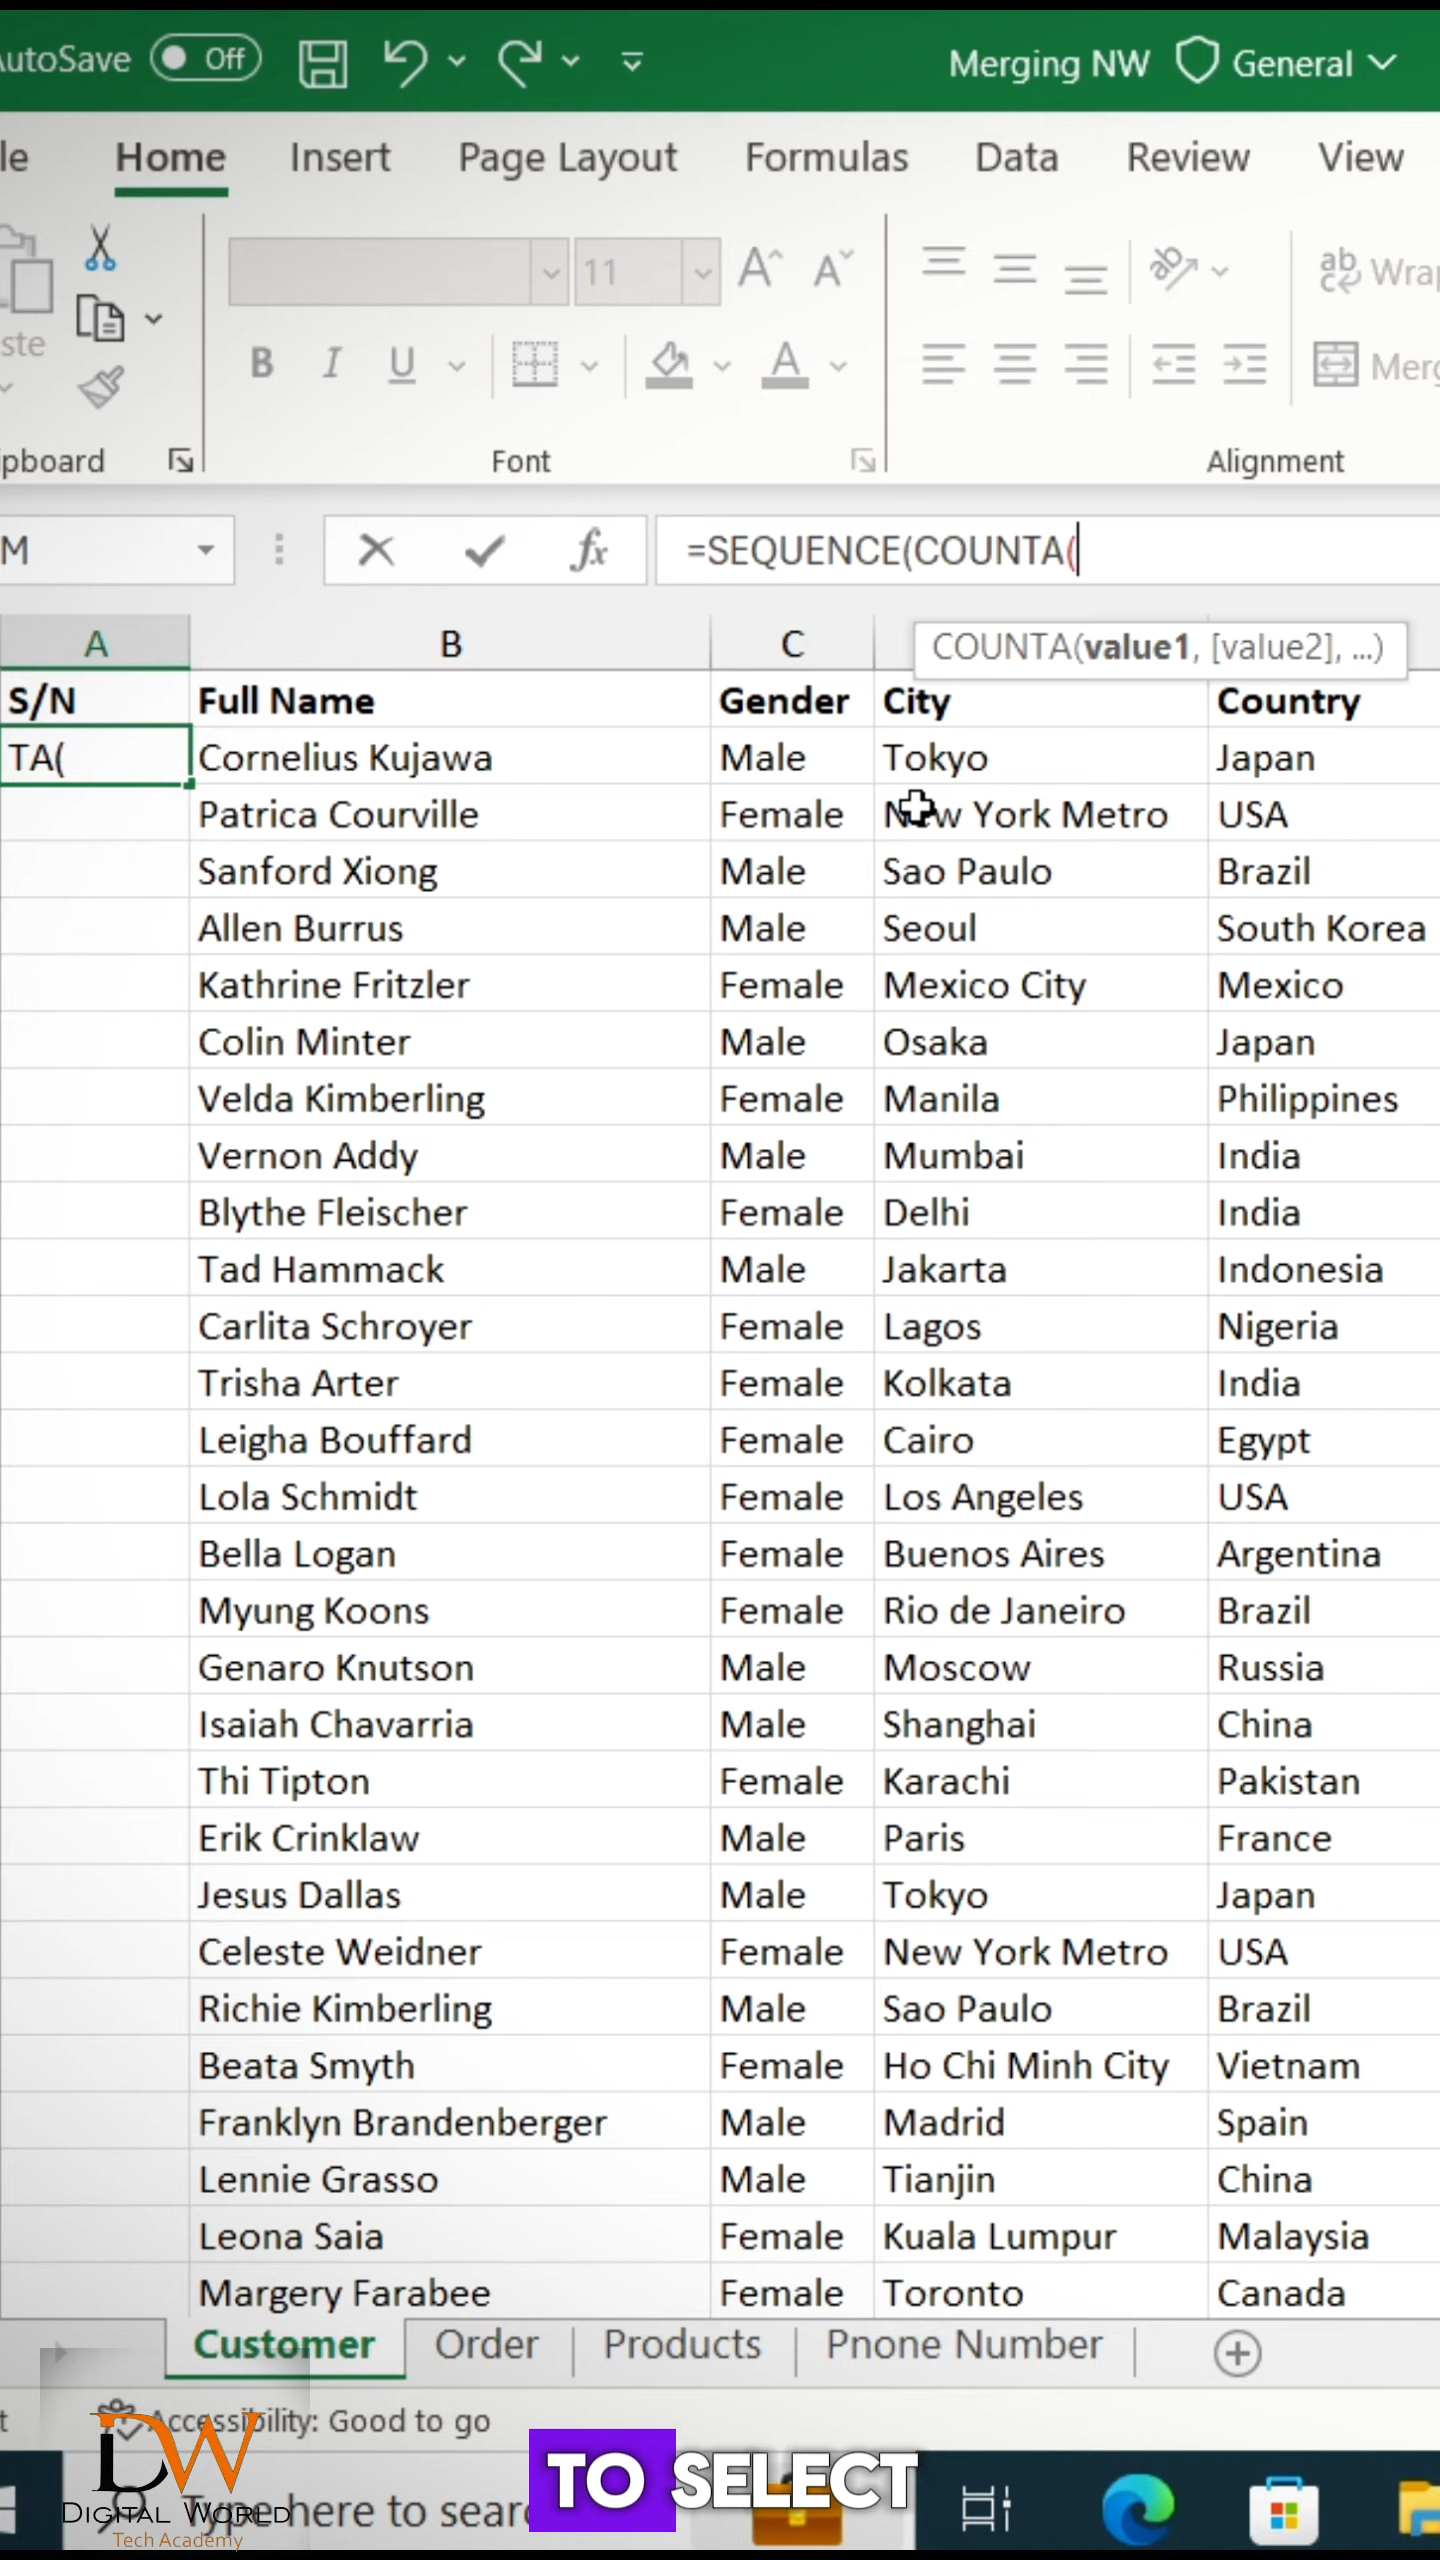 AutoSave Off Merging NW General
le Home Insert Page Layout Formulas Data Review View
11 A A ab Wrap
ste B I U A Merg
ipboard Font Alignment
M fx =SEQUENCE(COUNTA(
A B C
COUNTA(value1, [value2], ...)
S/N Full Name Gender City Country
TA( Cornelius Kujawa Male Tokyo Japan
Patrica Courville Female New York Metro USA
Sanford Xiong Male Sao Paulo Brazil
Allen Burrus Male Seoul South Korea
Kathrine Fritzler Female Mexico City Mexico
Colin Minter Male Osaka Japan
Velda Kimberling Female Manila Philippines
Vernon Addy Male Mumbai India
Blythe Fleischer Female Delhi India
Tad Hammack Male Jakarta Indonesia
Carlita Schroyer Female Lagos Nigeria
Trisha Arter Female Kolkata India
Leigha Bouffard Female Cairo Egypt
Lola Schmidt Female Los Angeles USA
Bella Logan Female Buenos Aires Argentina
Myung Koons Female Rio de Janeiro Brazil
Genaro Knutson Male Moscow Russia
Isaiah Chavarria Male Shanghai China
Thi Tipton Female Karachi Pakistan
Erik Crinklaw Male Paris France
Jesus Dallas Male Tokyo Japan
Celeste Weidner Female New York Metro USA
Richie Kimberling Male Sao Paulo Brazil
Beata Smyth Female Ho Chi Minh City Vietnam
Franklyn Brandenberger Male Madrid Spain
Lennie Grasso Male Tianjin China
Leona Saia Female Kuala Lumpur Malaysia
Margery Farabee Female Toronto Canada
Customer Order Products Pnone Number
t Accessibility: Good to go
DW
TO SELECT
DIGITAL WORLD
Type here to sear
Tech Academy